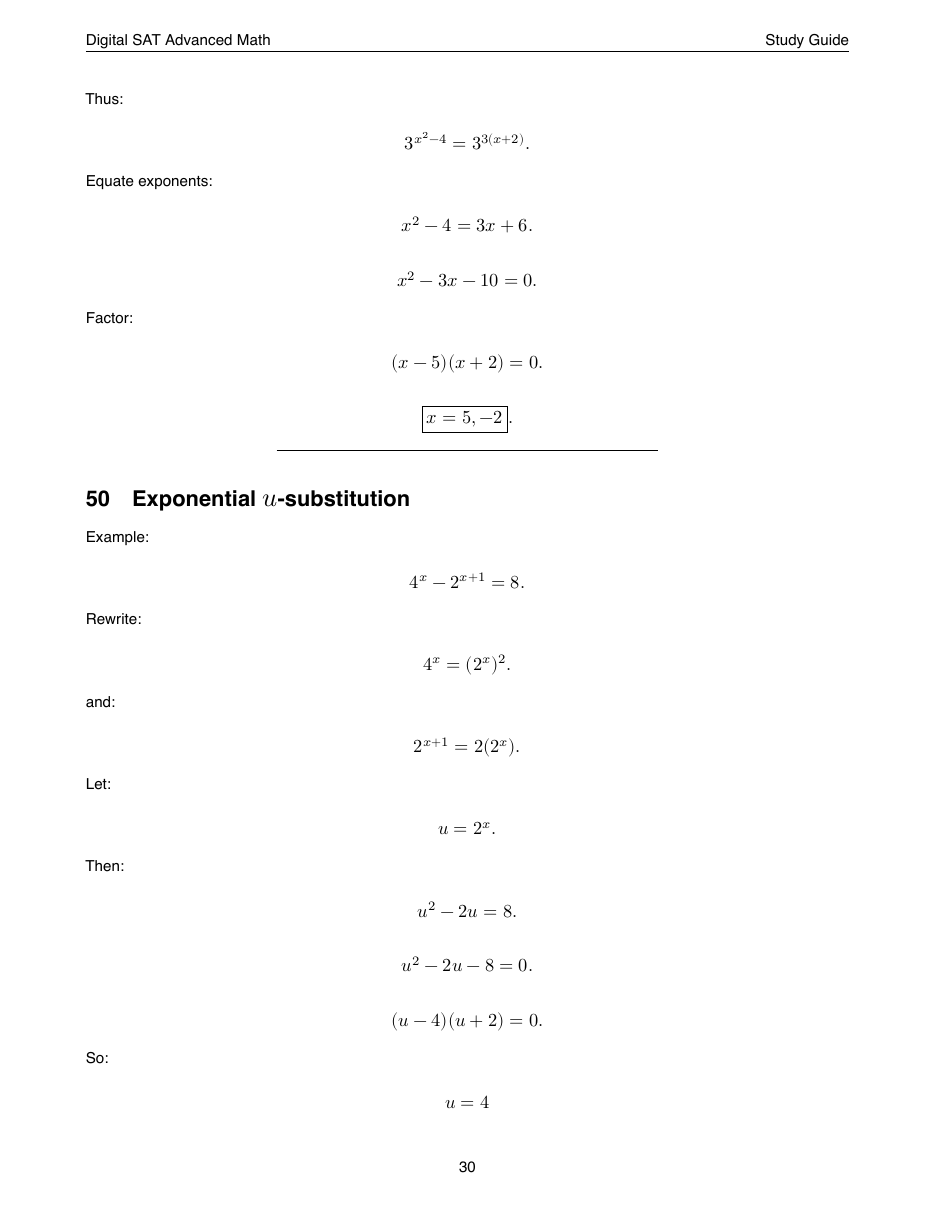 Digital SAT Advanced Math Study Guide
Thus:
3^{x^2−4} = 3^{3(x+2)}.
Equate exponents:
x^2 − 4 = 3x + 6.
x^2 − 3x − 10 = 0.
Factor:
(x − 5)(x + 2) = 0.
x = 5, −2.
50 Exponential u-substitution
Example:
4^x − 2^{x+1} = 8.
Rewrite:
4^x = (2^x)^2.
and:
2^{x+1} = 2(2^x).
Let:
u = 2^x.
Then:
u^2 − 2u = 8.
u^2 − 2u − 8 = 0.
(u − 4)(u + 2) = 0.
So:
u = 4
30